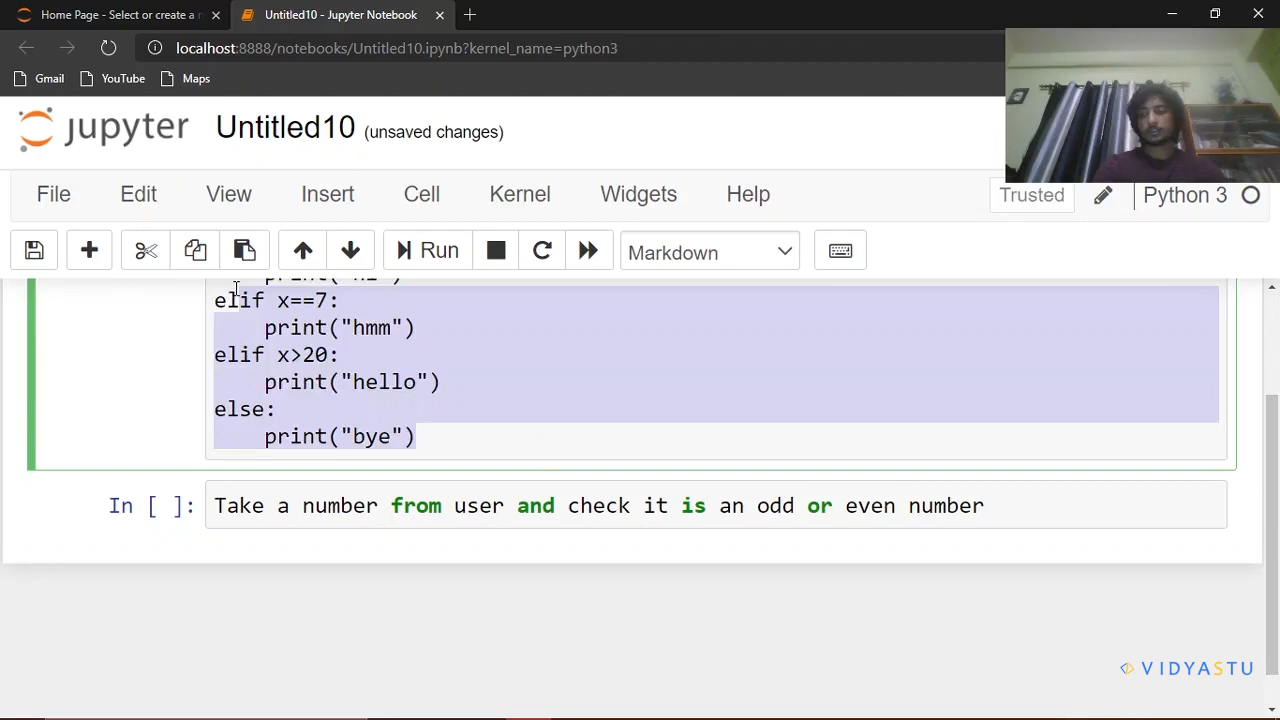 Home Page - Select or create a n
Untitled10 - Jupyter Notebook
localhost:8888/notebooks/Untitled10.ipynb?kernel_name=python3
Gmail YouTube Maps
jupyter Untitled10 (unsaved changes)
File Edit View Insert Cell Kernel Widgets Help Trusted Python 3
Run Markdown
elif x==7:
print("hmm")
elif x>20:
print("hello")
else:
print("bye")
In [ ]: Take a number from user and check it is an odd or even number
VIDYASTU